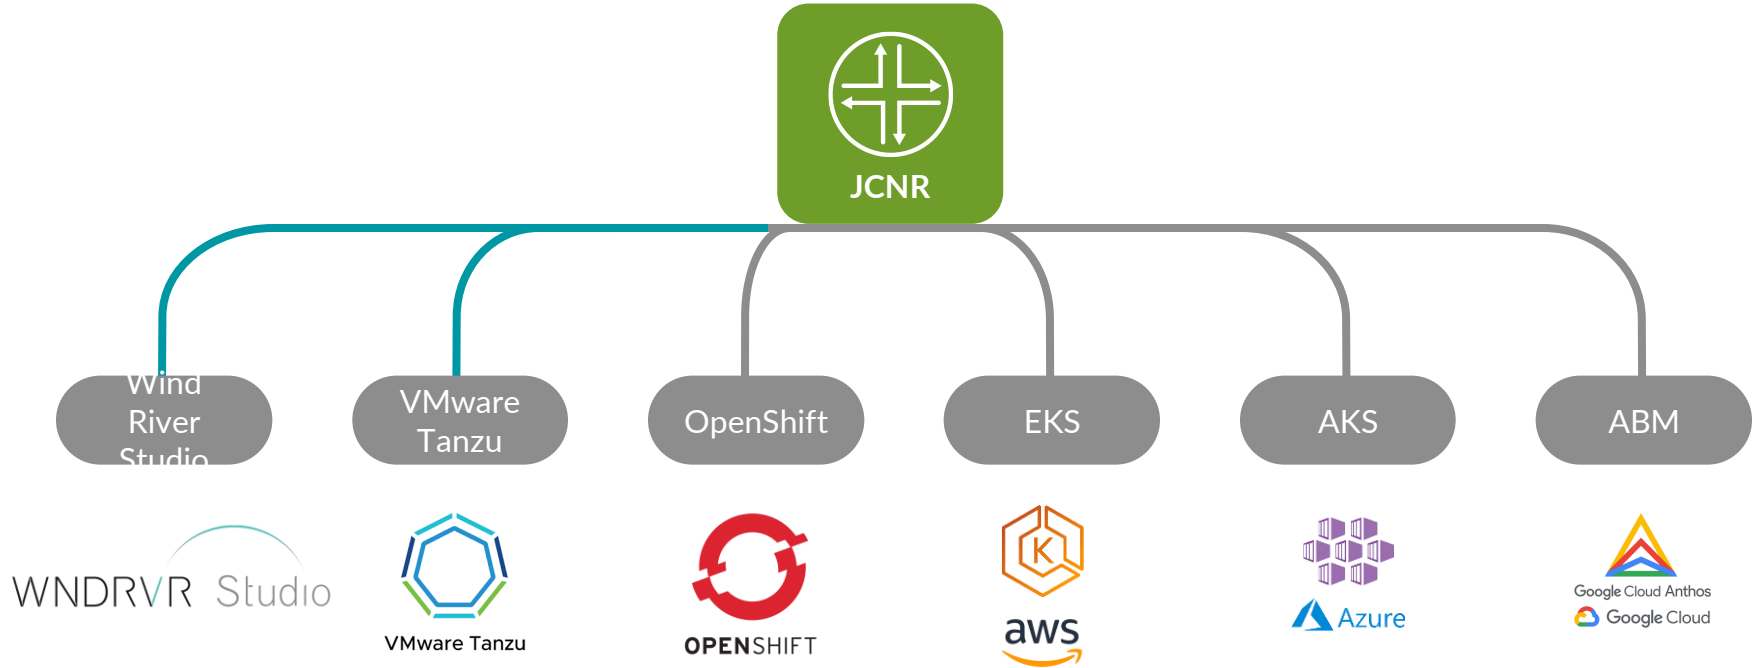 JCNR
Wind
River
Studio
VMware
Tanzu
OpenShift
EKS
AKS
ABM
WNDRVR Studio
VMware Tanzu
OPENSHIFT
K
aws
Azure
Google Cloud Anthos
Google Cloud